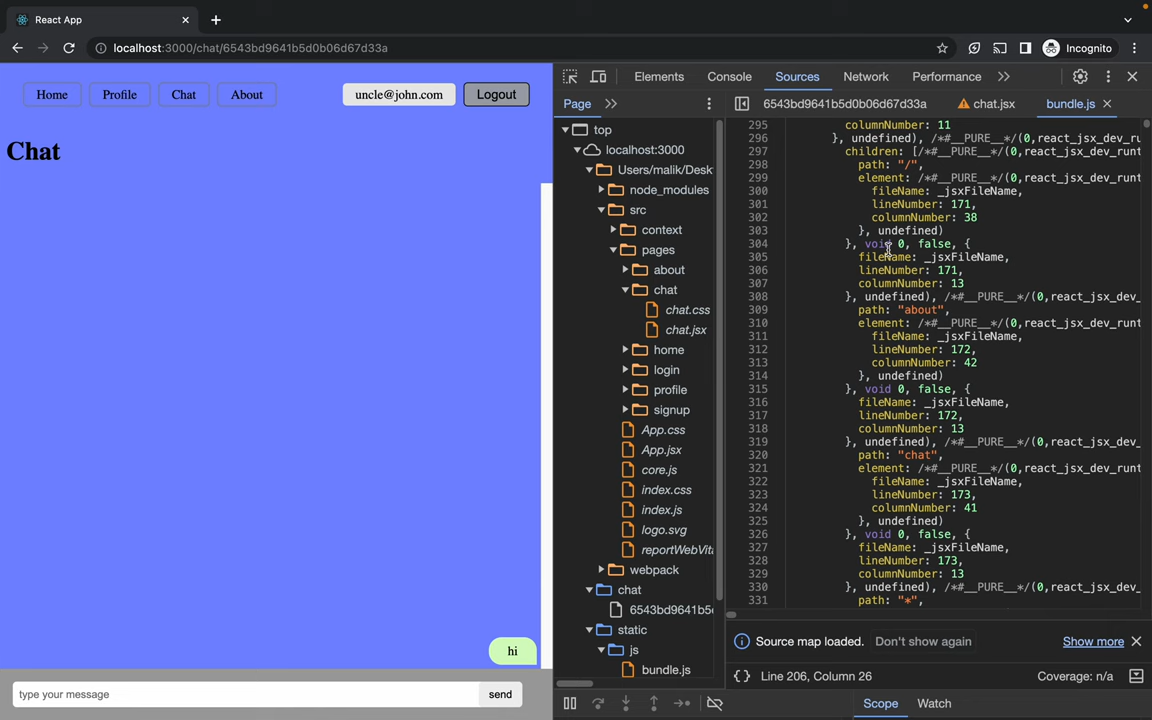 React App
localhost:3000/chat/6543bd9641b5d0b06d67d33a
Incognito
Home
Profile
Chat
About
uncle@john.com
Logout
Chat
hi
type your message
send
Elements
Console
Sources
Network
Performance
Page
6543bd9641b5d0b06d67d33a
chat.jsx
bundle.js
top
localhost:3000
Users/malik/Desk
node_modules
src
context
pages
about
chat
chat.css
chat.jsx
home
login
profile
signup
App.css
App.jsx
core.js
index.css
index.js
logo.svg
reportWebVita
webpack
chat
6543bd9641b5
static
js
bundle.js
295 columnNumber: 11
296 }, undefined), /*#__PURE__*/(0,react_jsx_dev_ru
297 children: [/*#__PURE__*/(0,react_jsx_dev_runt
298 path: "/",
299 element: /*#__PURE__*/(0,react_jsx_dev_runt
300 fileName: _jsxFileName,
301 lineNumber: 171,
302 columnNumber: 38
303 }, undefined)
304 }, void 0, false, {
305 fileName: _jsxFileName,
306 lineNumber: 171,
307 columnNumber: 13
308 }, undefined), /*#__PURE__*/(0,react_jsx_dev_
309 path: "about",
310 element: /*#__PURE__*/(0,react_jsx_dev_runt
311 fileName: _jsxFileName,
312 lineNumber: 172,
313 columnNumber: 42
314 }, undefined)
315 }, void 0, false, {
316 fileName: _jsxFileName,
317 lineNumber: 172,
318 columnNumber: 13
319 }, undefined), /*#__PURE__*/(0,react_jsx_dev_
320 path: "chat",
321 element: /*#__PURE__*/(0,react_jsx_dev_runt
322 fileName: _jsxFileName,
323 lineNumber: 173,
324 columnNumber: 41
325 }, undefined)
326 }, void 0, false, {
327 fileName: _jsxFileName,
328 lineNumber: 173,
329 columnNumber: 13
330 }, undefined), /*#__PURE__*/(0,react_jsx_dev_
331 path: "*",
Source map loaded.
Don't show again
Show more
{} Line 206, Column 26
Coverage: n/a
Scope
Watch